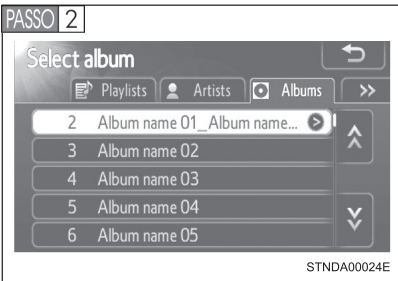 PASSO 2
Select album
Playlists Artists Albums >>
2 Album name 01_Album name...
3 Album name 02
4 Album name 03
5 Album name 04
6 Album name 05
STNDA00024E